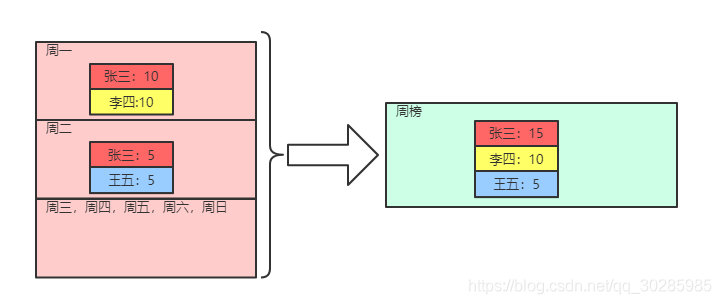 周一
张三：10
李四:10
周二
张三：5
王五：5
周三，周四，周五，周六，周日
周榜
张三：15
李四：10
王五：5
https://blog.csdn.net/qq_30285985